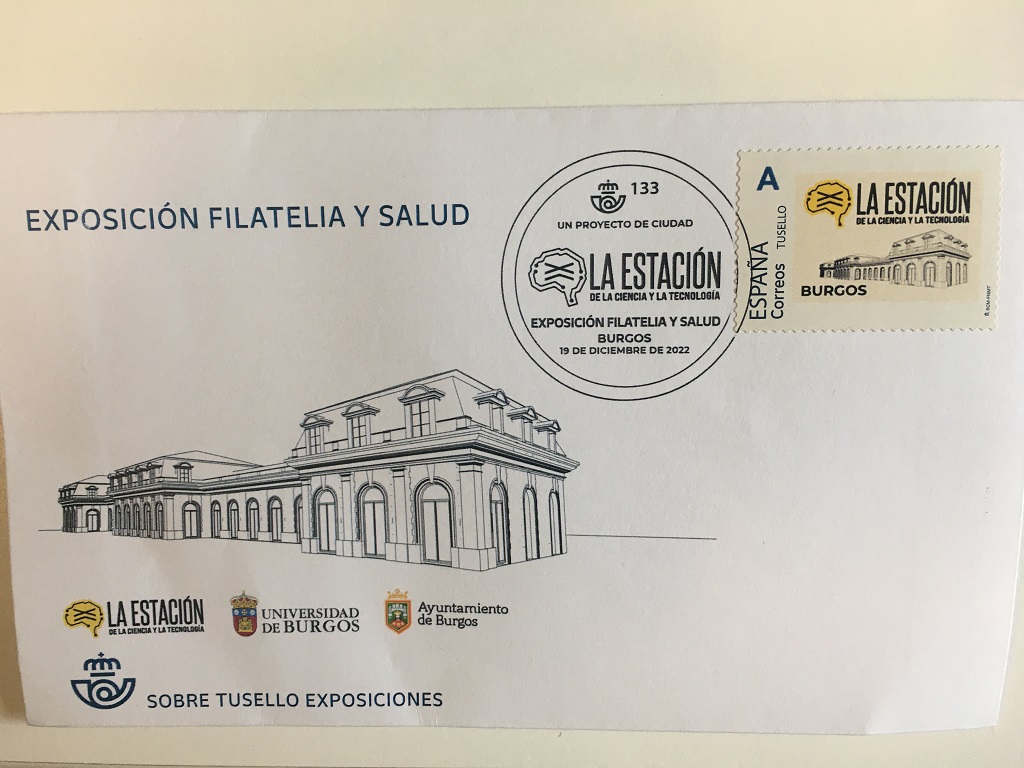 EXPOSICIÓN FILATELIA Y SALUD
133
UN PROYECTO DE CIUDAD
LA ESTACIÓN
DE LA CIENCIA Y LA TECNOLOGÍA
EXPOSICIÓN FILATELIA Y SALUD
BURGOS
19 DE DICIEMBRE DE 2022
A
TUSELLO
ESPAÑA
Correos
LA ESTACIÓN
DE LA CIENCIA Y LA TECNOLOGÍA
BURGOS
LA ESTACIÓN
DE LA CIENCIA Y LA TECNOLOGÍA
UNIVERSIDAD
DE BURGOS
Ayuntamiento
de Burgos
SOBRE TUSELLO EXPOSICIONES